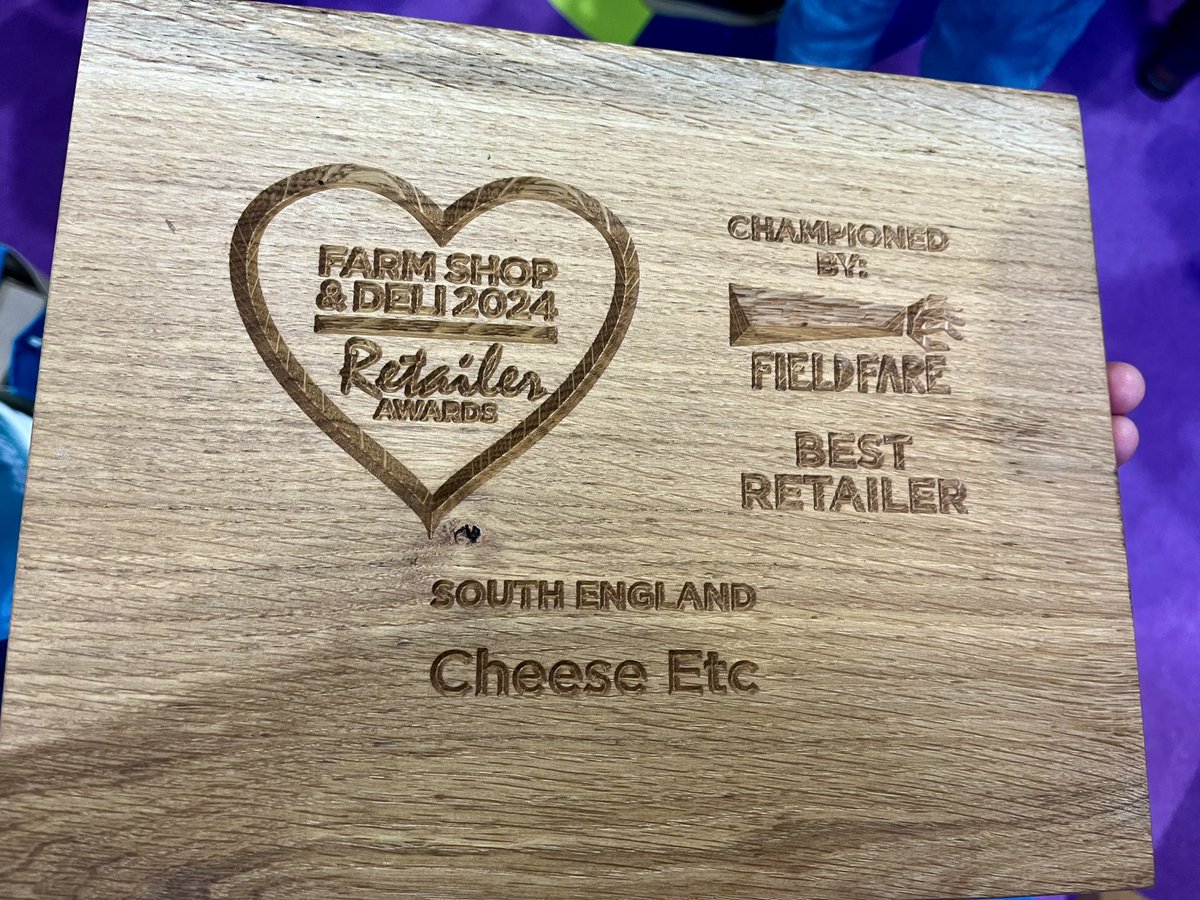 FARM SHOP
& DELI 2024
Retailer
AWARDS
CHAMPIONED
BY:
FIELDFARE
BEST
RETAILER
SOUTH ENGLAND
Cheese Etc